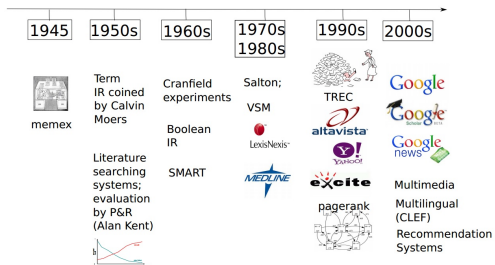 1945
1950s
1960s
1970s
1980s
1990s
2000s
memex
Term
IR coined
by Calvin
Moers
Literature
searching
systems;
evaluation
by P&R
(Alan Kent)
Cranfield
experiments
Boolean
IR
SMART
Salton;
VSM
LexisNexis
MEDLINE
TREC
altavista
YAHOO!
excite
pagerank
Google
Google
Scholar
Google
news
Multimedia
Multilingual
(CLEF)
Recommendation
Systems